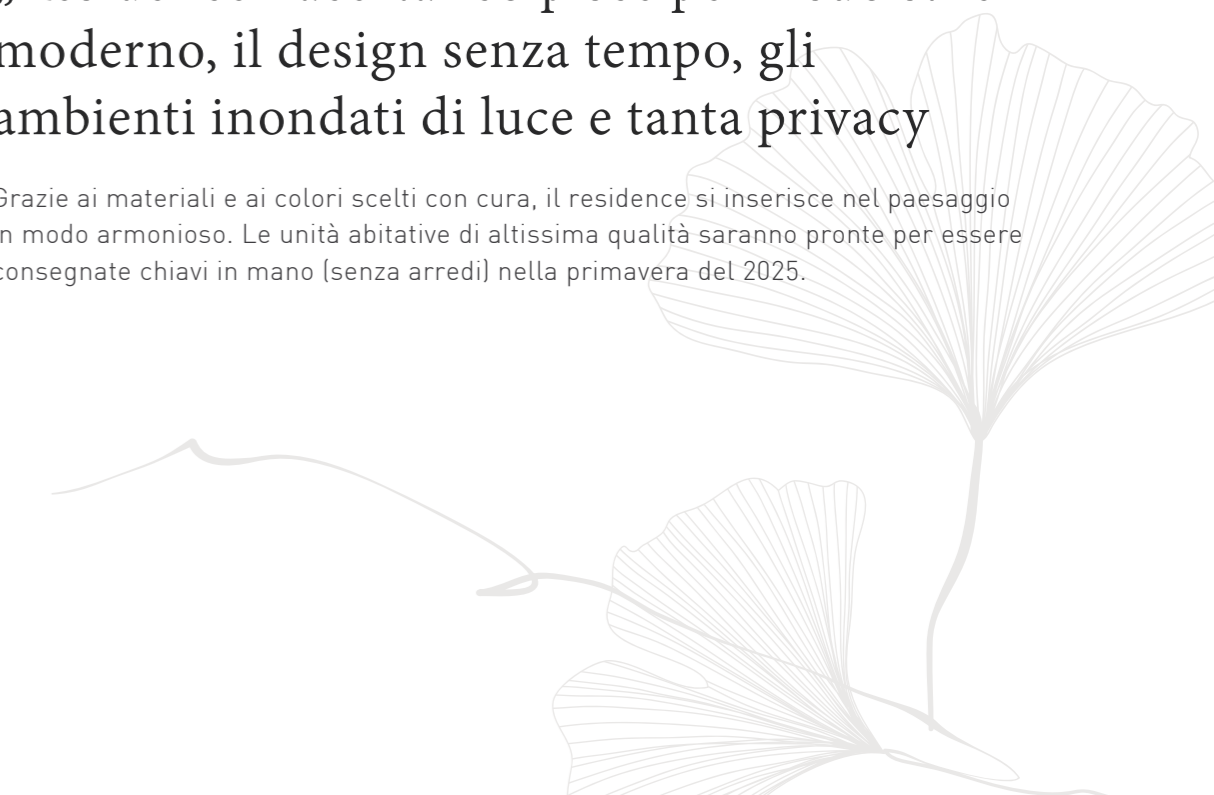 moderno, il design senza tempo, gli
ambienti inondati di luce e tanta privacy
Grazie ai materiali e ai colori scelti con cura, il residence si inserisce nel paesaggio
in modo armonioso. Le unità abitative di altissima qualità saranno pronte per essere
consegnate chiavi in mano (senza arredi) nella primavera del 2025.